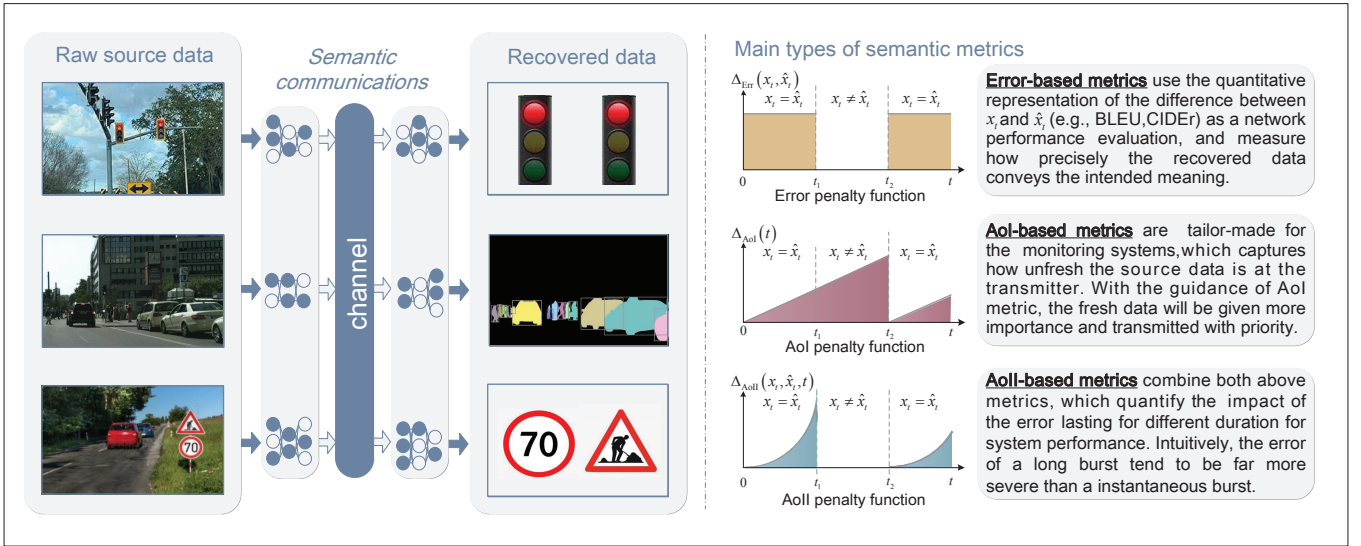 Raw source data
Semantic
communications
Recovered data
channel
70
70
Main types of semantic metrics
Δ_Err(x_t, x̂_t)
x_t = x̂_t
x_t ≠ x̂_t
x_t = x̂_t
0
t_1
t_2
t
Error penalty function
Error-based metrics use the quantitative
representation of the difference between
x_t and x̂_t (e.g., BLEU,CIDEr) as a network
performance evaluation, and measure
how precisely the recovered data
conveys the intended meaning.
Δ_AoI(t)
x_t = x̂_t
x_t ≠ x̂_t
x_t = x̂_t
0
t_1
t_2
t
AoI penalty function
AoI-based metrics are tailor-made for
the monitoring systems,which captures
how unfresh the source data is at the
transmitter. With the guidance of AoI
metric, the fresh data will be given more
importance and transmitted with priority.
Δ_AoII(x_t, x̂_t, t)
x_t = x̂_t
x_t ≠ x̂_t
x_t = x̂_t
0
t_1
t_2
t
AoII penalty function
AoII-based metrics combine both above
metrics, which quantify the impact of
the error lasting for different duration for
system performance. Intuitively, the error
of a long burst tend to be far more
severe than a instantaneous burst.